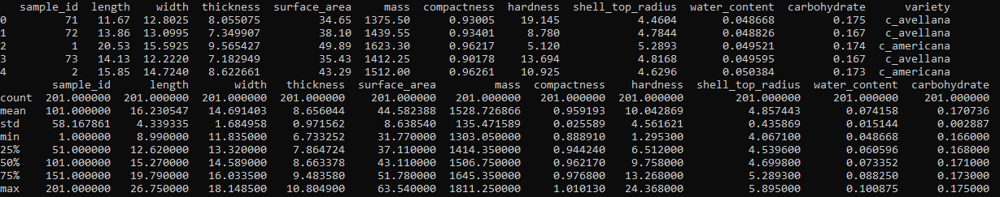 sample_id length width thickness surface_area mass compactness hardness shell_top_radius water_content carbohydrate variety
0 71 11.67 12.8025 8.055075 34.65 1375.50 0.93005 19.145 4.4604 0.048668 0.175 c_avellana
1 72 13.86 13.0995 7.349907 38.10 1439.55 0.93401 8.780 4.7844 0.048826 0.167 c_avellana
2 1 20.53 15.5925 9.565427 49.89 1623.30 0.96217 5.120 5.2893 0.049521 0.174 c_americana
3 73 14.13 12.2220 7.182949 35.43 1412.25 0.90178 13.694 4.8168 0.049595 0.167 c_avellana
4 2 15.85 14.7240 8.622661 43.29 1512.00 0.96261 10.925 4.6296 0.050384 0.173 c_americana
sample_id length width thickness surface_area mass compactness hardness shell_top_radius water_content carbohydrate
count 201.000000 201.000000 201.000000 201.000000 201.000000 201.000000 201.000000 201.000000 201.000000 201.000000 201.000000
mean 101.000000 16.230547 14.691403 8.656044 44.582388 1528.726866 0.959193 10.042869 4.857443 0.074158 0.170736
std 58.167861 4.339335 1.684958 0.971562 8.638540 135.471589 0.025589 4.561621 0.435869 0.015144 0.002887
min 1.000000 8.990000 11.835000 6.733252 31.770000 1303.050000 0.888910 1.295300 4.067100 0.048668 0.166000
25% 51.000000 12.620000 13.320000 7.864724 37.110000 1414.350000 0.944240 6.512000 4.539600 0.060596 0.168000
50% 101.000000 15.270000 14.589000 8.663378 43.110000 1506.750000 0.962170 9.758000 4.699800 0.073352 0.171000
75% 151.000000 19.790000 16.033500 9.483580 51.780000 1645.350000 0.976800 13.268000 5.289300 0.088250 0.173000
max 201.000000 26.750000 18.148500 10.804900 63.540000 1811.250000 1.010130 24.368000 5.895000 0.100875 0.175000